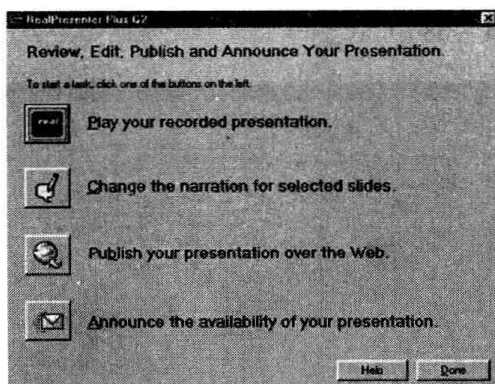 RealPresenter Plus G2
Review, Edit, Publish and Announce Your Presentation.
To start a task, click one of the buttons on the left.
real
Play your recorded presentation.
Change the narration for selected slides.
Publish your presentation over the Web.
Announce the availability of your presentation.
Help
Done